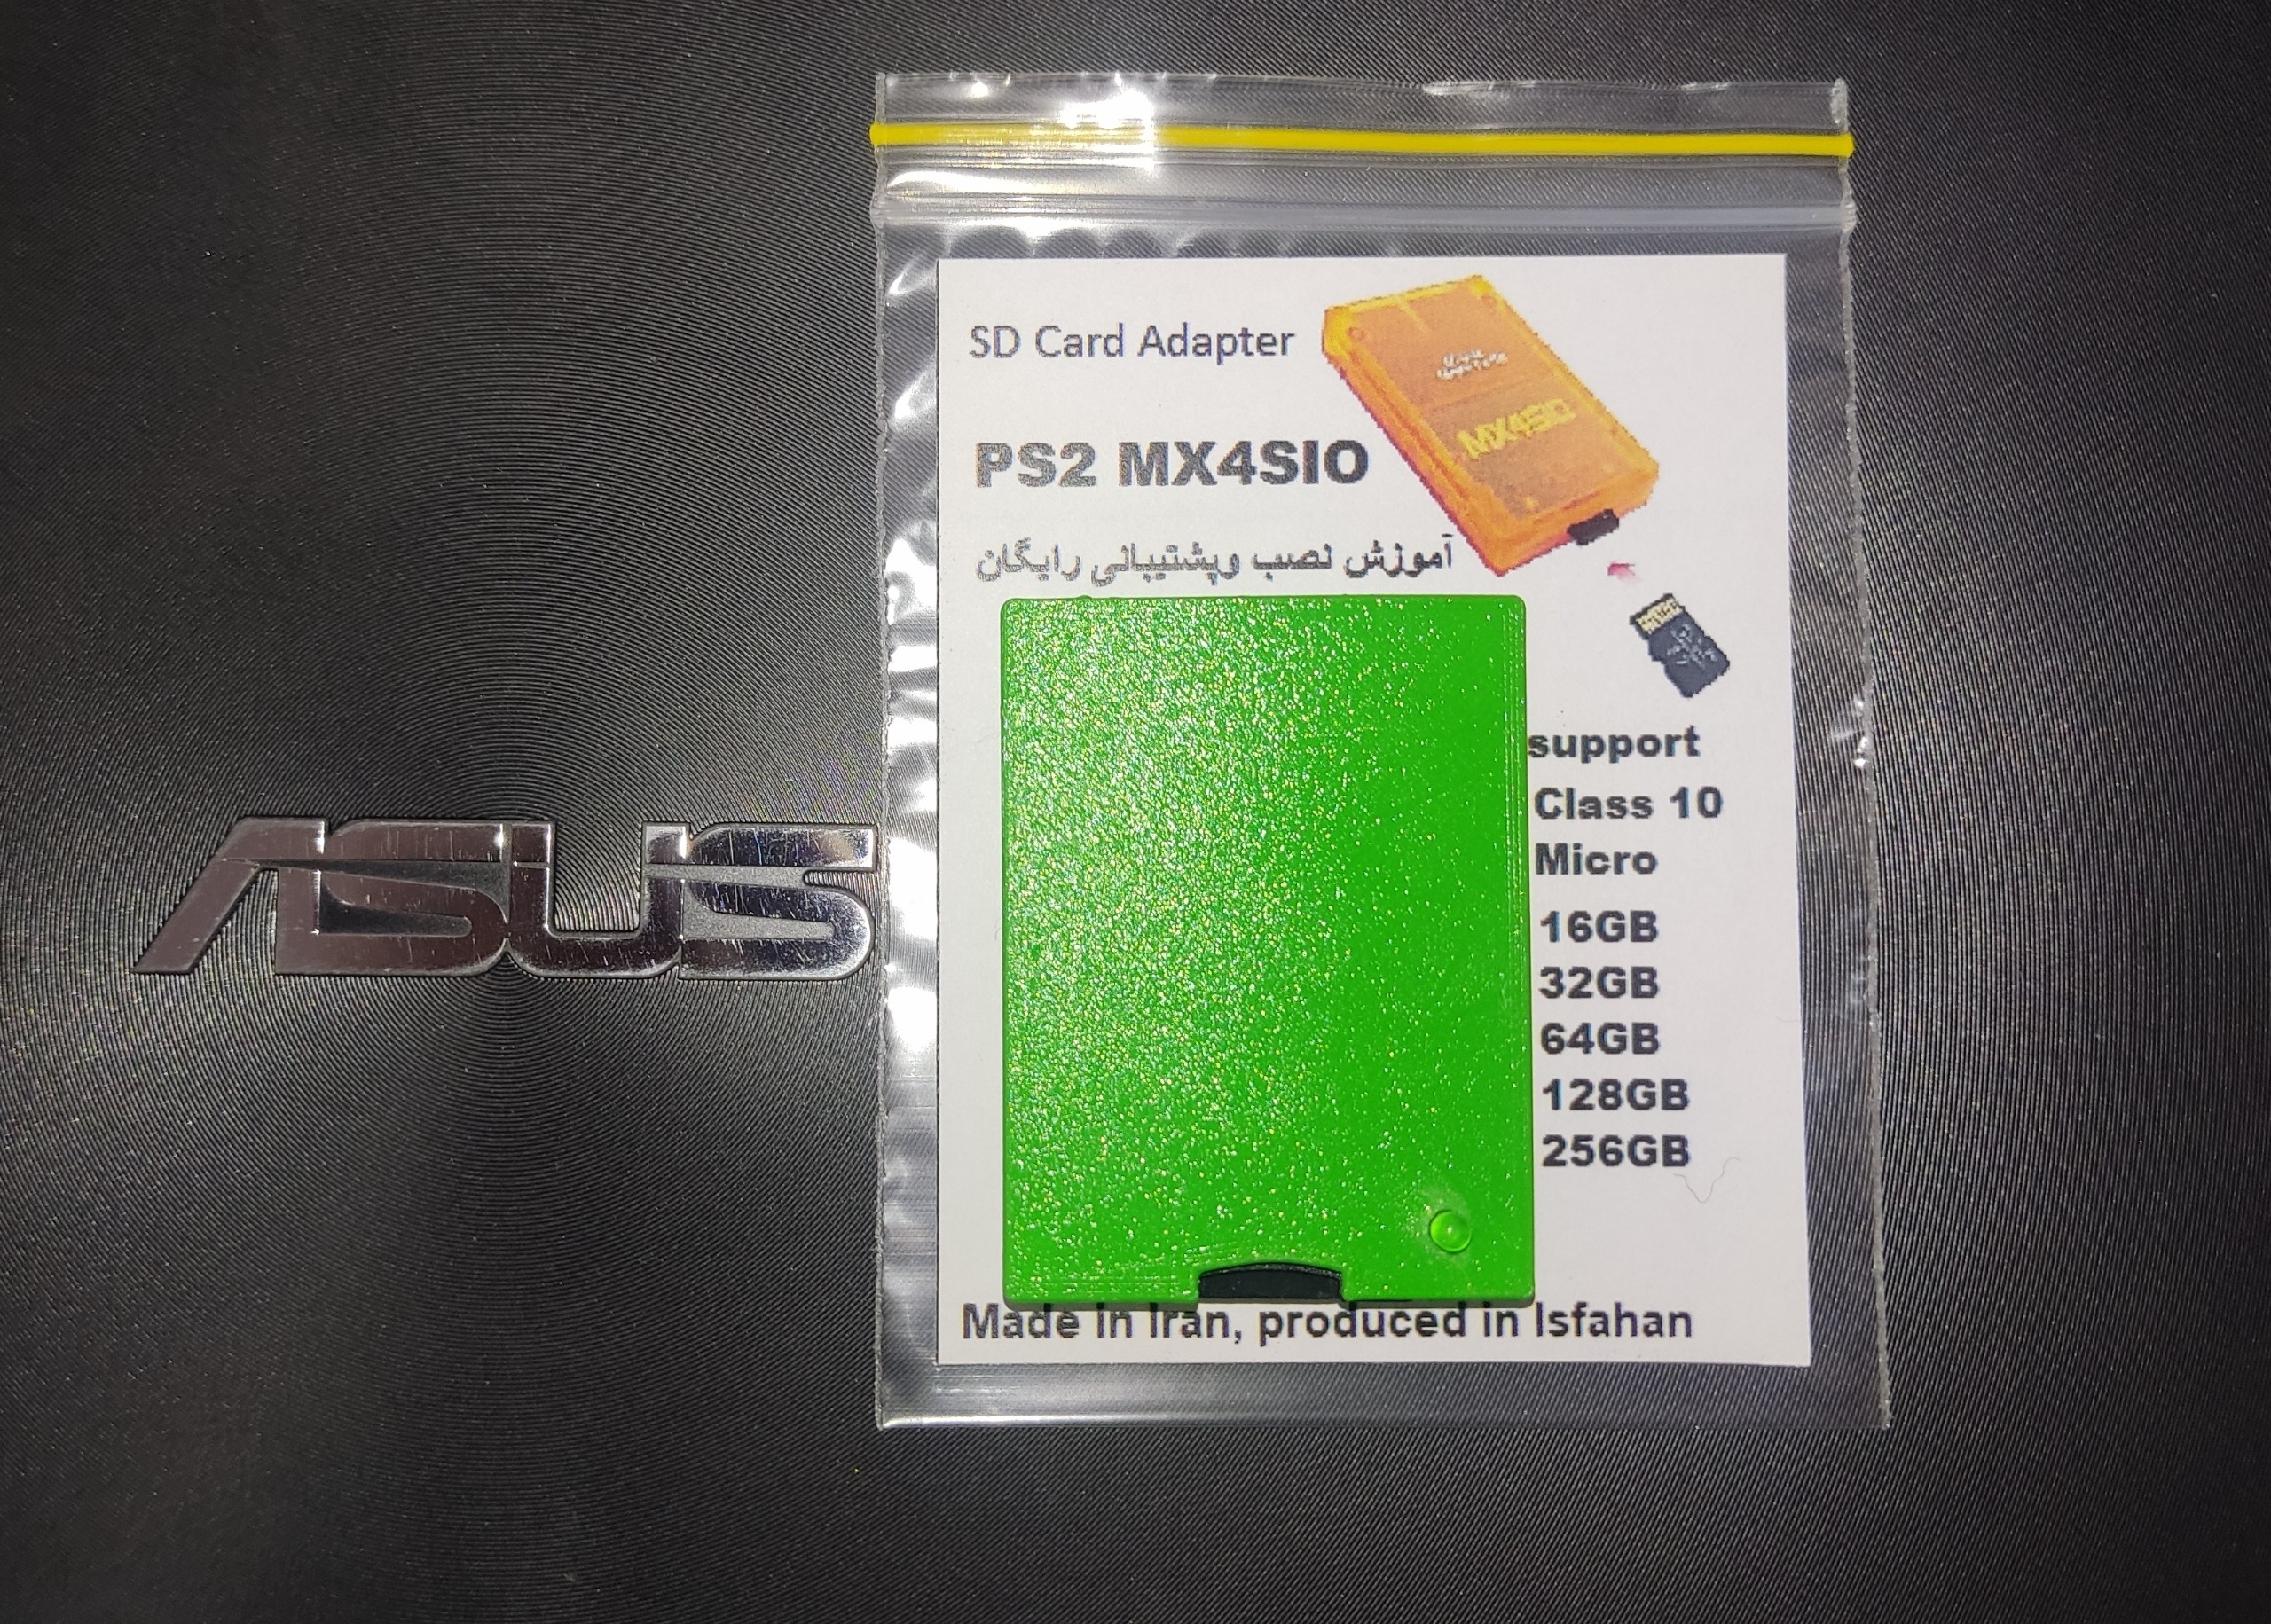 ASUS
SD Card Adapter
MX4SIO
PS2 MX4SIO
آموزش نصب وپشتیبانی رایگان
support
Class 10
Micro
16GB
32GB
64GB
128GB
256GB
Made in Iran, produced in Isfahan